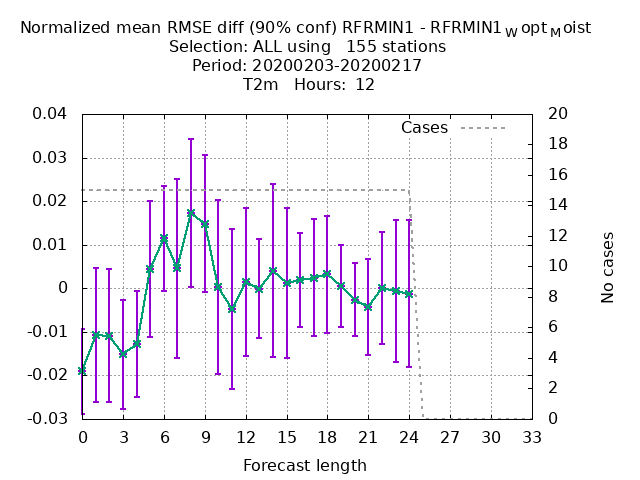 Normalized mean RMSE diff (90% conf) RFRMIN1 - RFRMIN1WoptMoist
Selection: ALL using 155 stations
Period: 20200203-20200217
T2m Hours: 12
Cases
0.04
0.03
0.02
0.01
0
-0.01
-0.02
-0.03
20
18
16
14
12
10
8
6
4
2
0
No cases
0 3 6 9 12 15 18 21 24 27 30 33
Forecast length